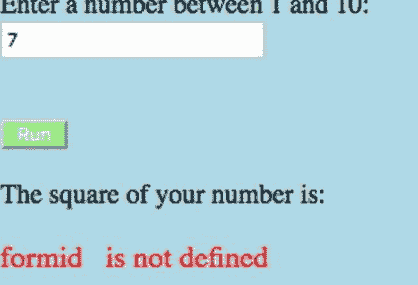 Enter a number between 1 and 10:
7
Run
The square of your number is:
formid is not defined